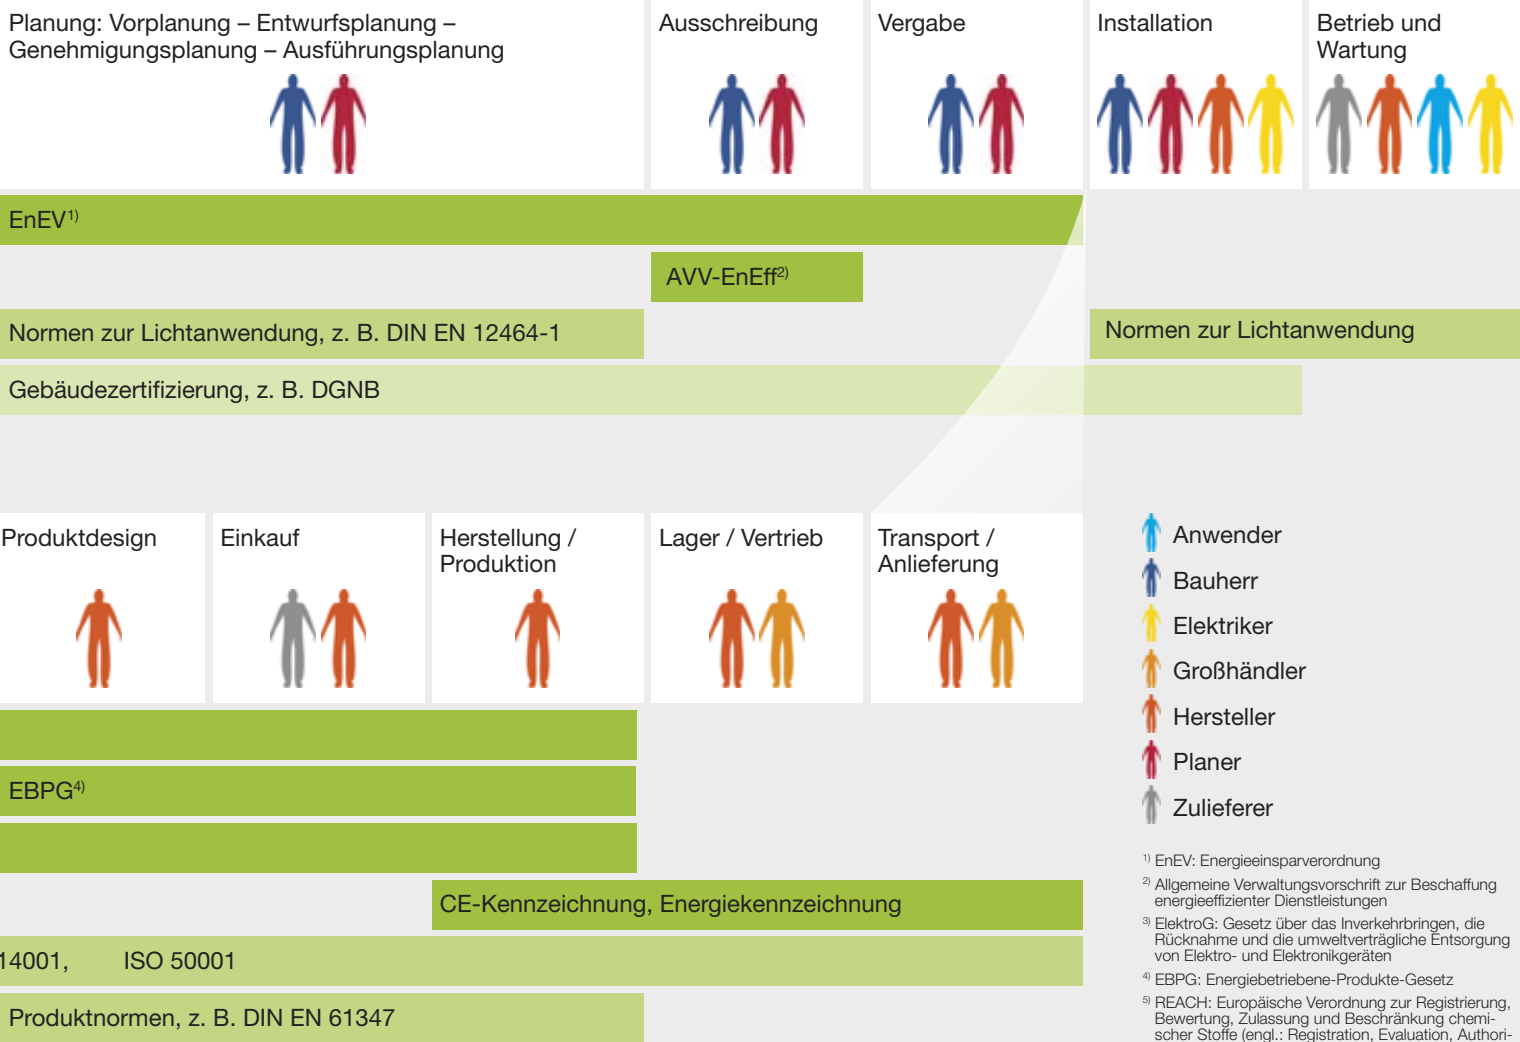 Planung: Vorplanung – Entwurfsplanung –
Genehmigungsplanung – Ausführungsplanung
Ausschreibung
Vergabe
Installation
Betrieb und
Wartung
EnEV1)
AVV-EnEff2)
Normen zur Lichtanwendung, z. B. DIN EN 12464-1
Normen zur Lichtanwendung
Gebäudezertifizierung, z. B. DGNB
Produktdesign
Einkauf
Herstellung /
Produktion
Lager / Vertrieb
Transport /
Anlieferung
EBPG4)
CE-Kennzeichnung, Energiekennzeichnung
14001, ISO 50001
Produktnormen, z. B. DIN EN 61347
Anwender
Bauherr
Elektriker
Großhändler
Hersteller
Planer
Zulieferer
1) EnEV: Energieeinsparverordnung
2) Allgemeine Verwaltungsvorschrift zur Beschaffung
energieeffizienter Dienstleistungen
3) ElektroG: Gesetz über das Inverkehrbringen, die
Rücknahme und die umweltverträgliche Entsorgung
von Elektro- und Elektronikgeräten
4) EBPG: Energiebetriebene-Produkte-Gesetz
5) REACH: Europäische Verordnung zur Registrierung,
Bewertung, Zulassung und Beschränkung chemi-
scher Stoffe (engl.: Registration, Evaluation, Authori-